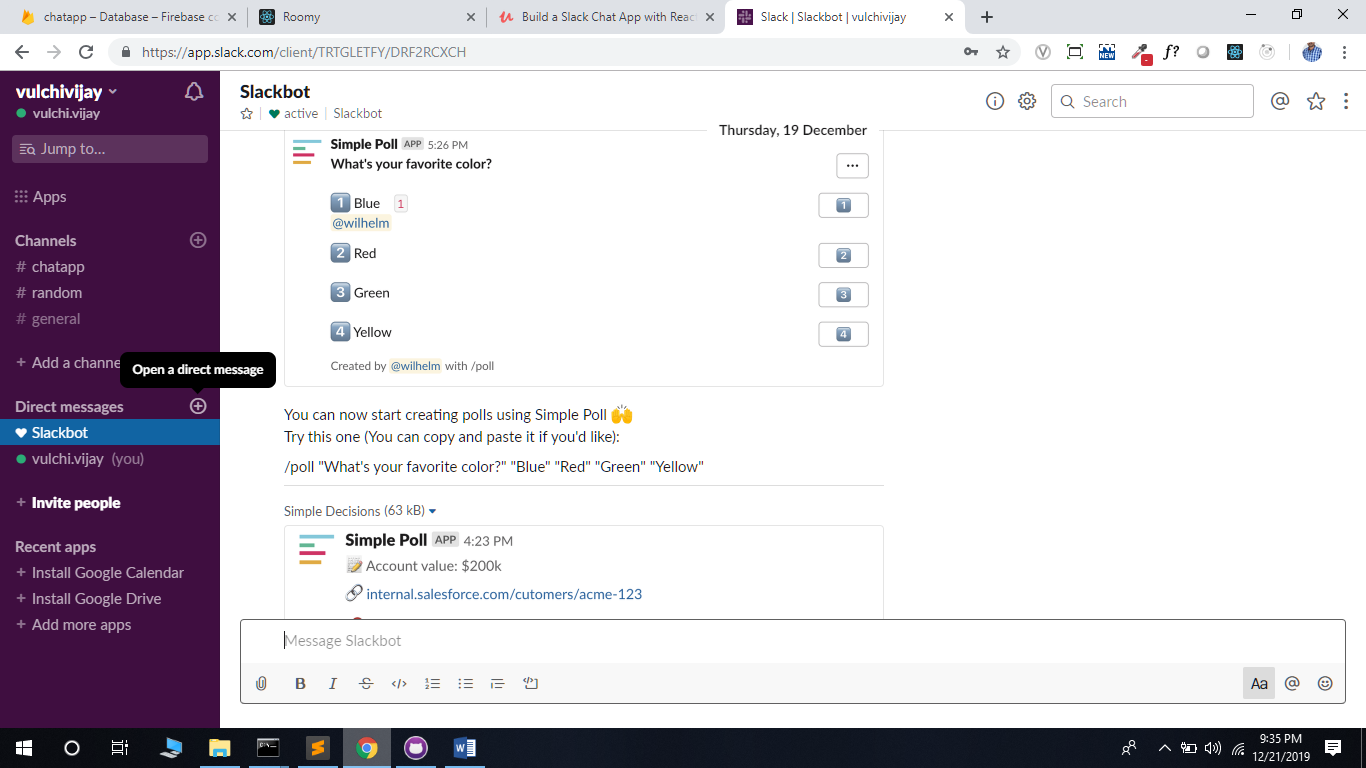 chatapp – Database – Firebase co
Roomy
Build a Slack Chat App with Reac
Slack | Slackbot | vulchivijay
https://app.slack.com/client/TRTGLETFY/DRF2RCXCH
NEW
f?
vulchivijay
vulchi.vijay
Jump to...
Apps
Channels
# chatapp
# random
# general
+ Add a channe
Open a direct message
Direct messages
Slackbot
vulchi.vijay (you)
+ Invite people
Recent apps
+ Install Google Calendar
+ Install Google Drive
+ Add more apps
Slackbot
active | Slackbot
Search
Thursday, 19 December
Simple Poll APP 5:26 PM
What's your favorite color?
1 Blue 1
1
@wilhelm
2 Red
2
3 Green
3
4 Yellow
4
Created by @wilhelm with /poll
You can now start creating polls using Simple Poll
Try this one (You can copy and paste it if you'd like):
/poll "What's your favorite color?" "Blue" "Red" "Green" "Yellow"
Simple Decisions (63 kB)
Simple Poll APP 4:23 PM
Account value: $200k
internal.salesforce.com/cutomers/acme-123
Message Slackbot
B I S </>
Aa @
9:35 PM
12/21/2019